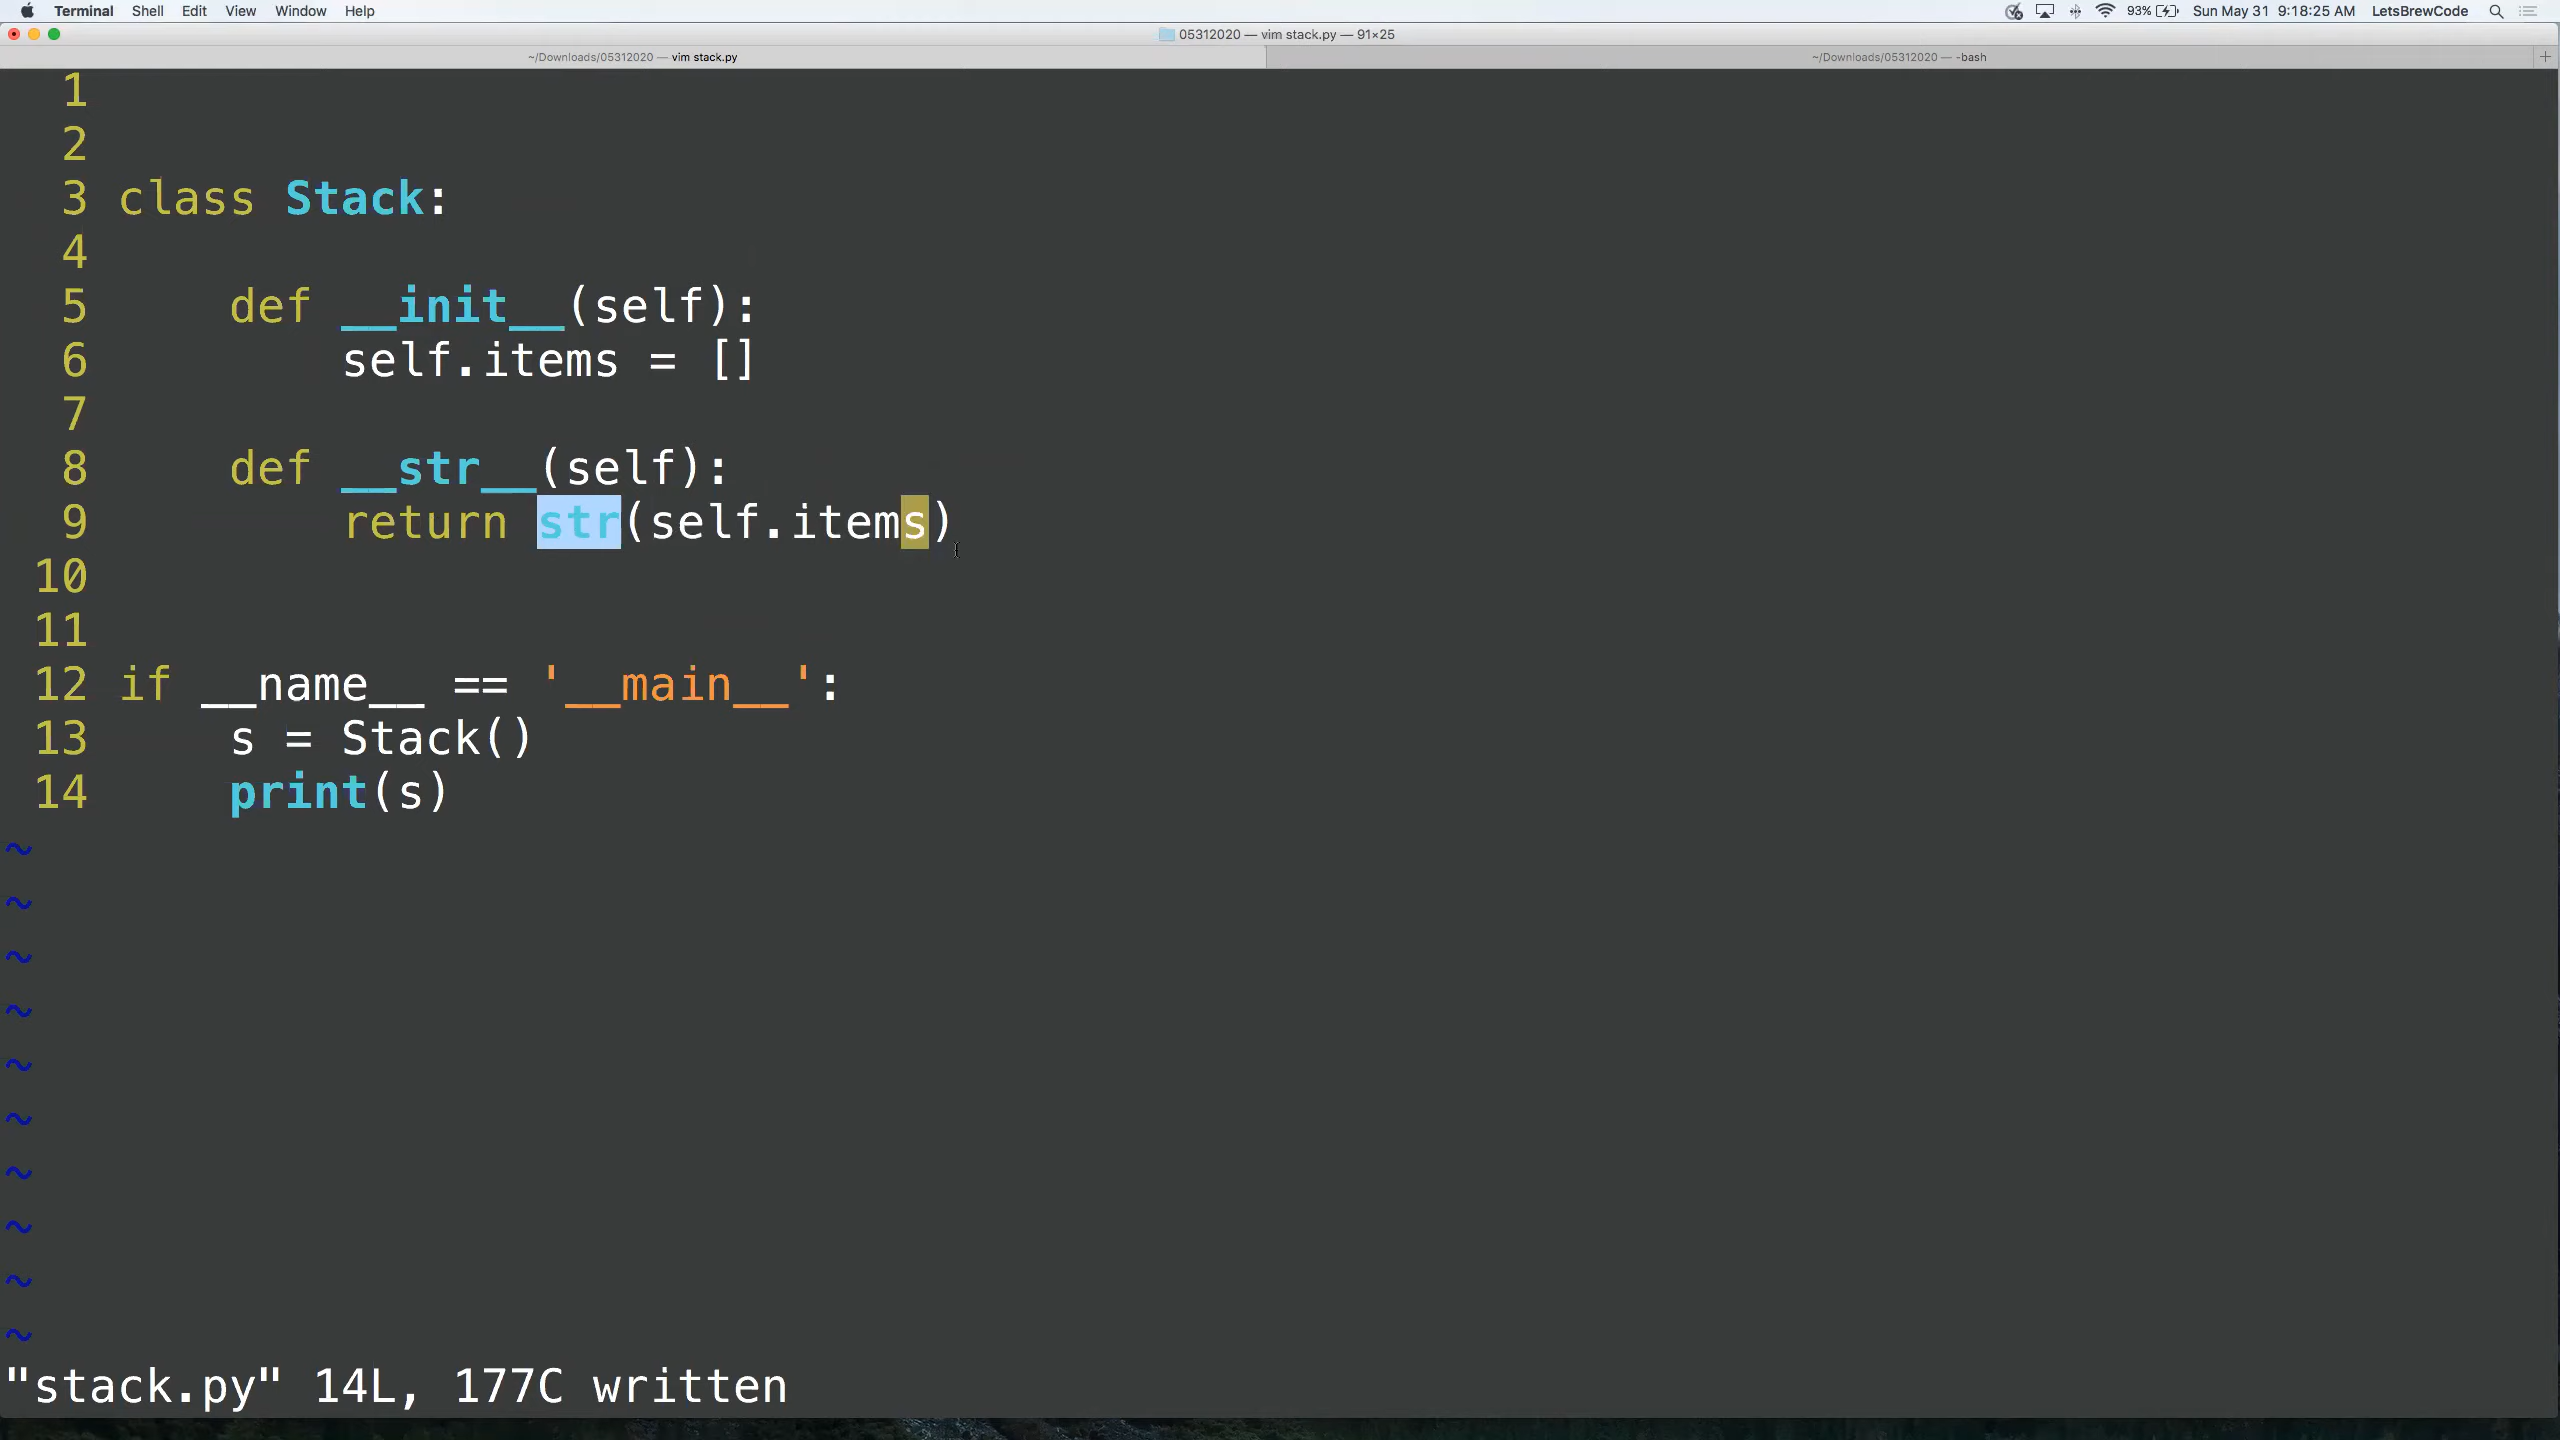 Terminal Shell Edit View Window Help 93% Sun May 31 9:18:25 AM LetsBrewCode
05312020 — vim stack.py — 91×25
~/Downloads/05312020 — vim stack.py ~/Downloads/05312020 — -bash +
1
2
3 class Stack:
4
5     def __init__(self):
6         self.items = []
7
8     def __str__(self):
9         return str(self.items)
10
11
12 if __name__ == '__main__':
13     s = Stack()
14     print(s)
~
~
~
~
~
~
~
~
~
~
"stack.py" 14L, 177C written